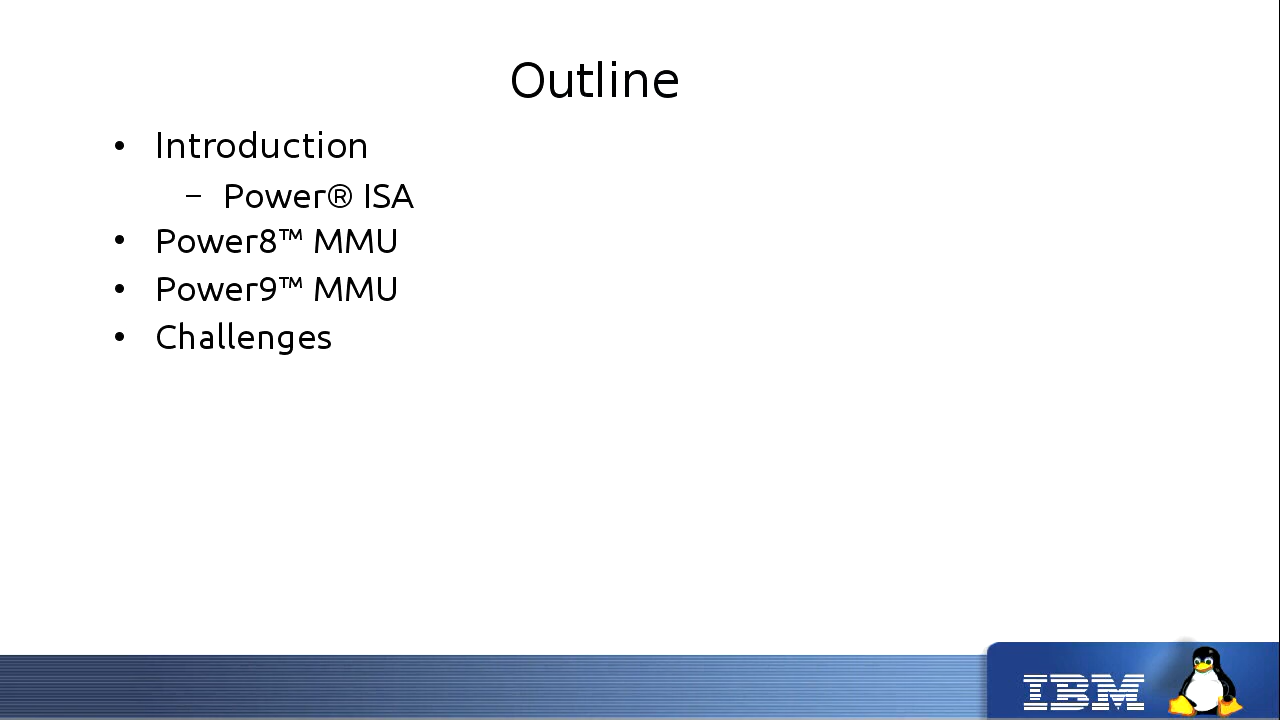 Outline
• Introduction
– Power® ISA
• Power8™ MMU
• Power9™ MMU
• Challenges
IBM